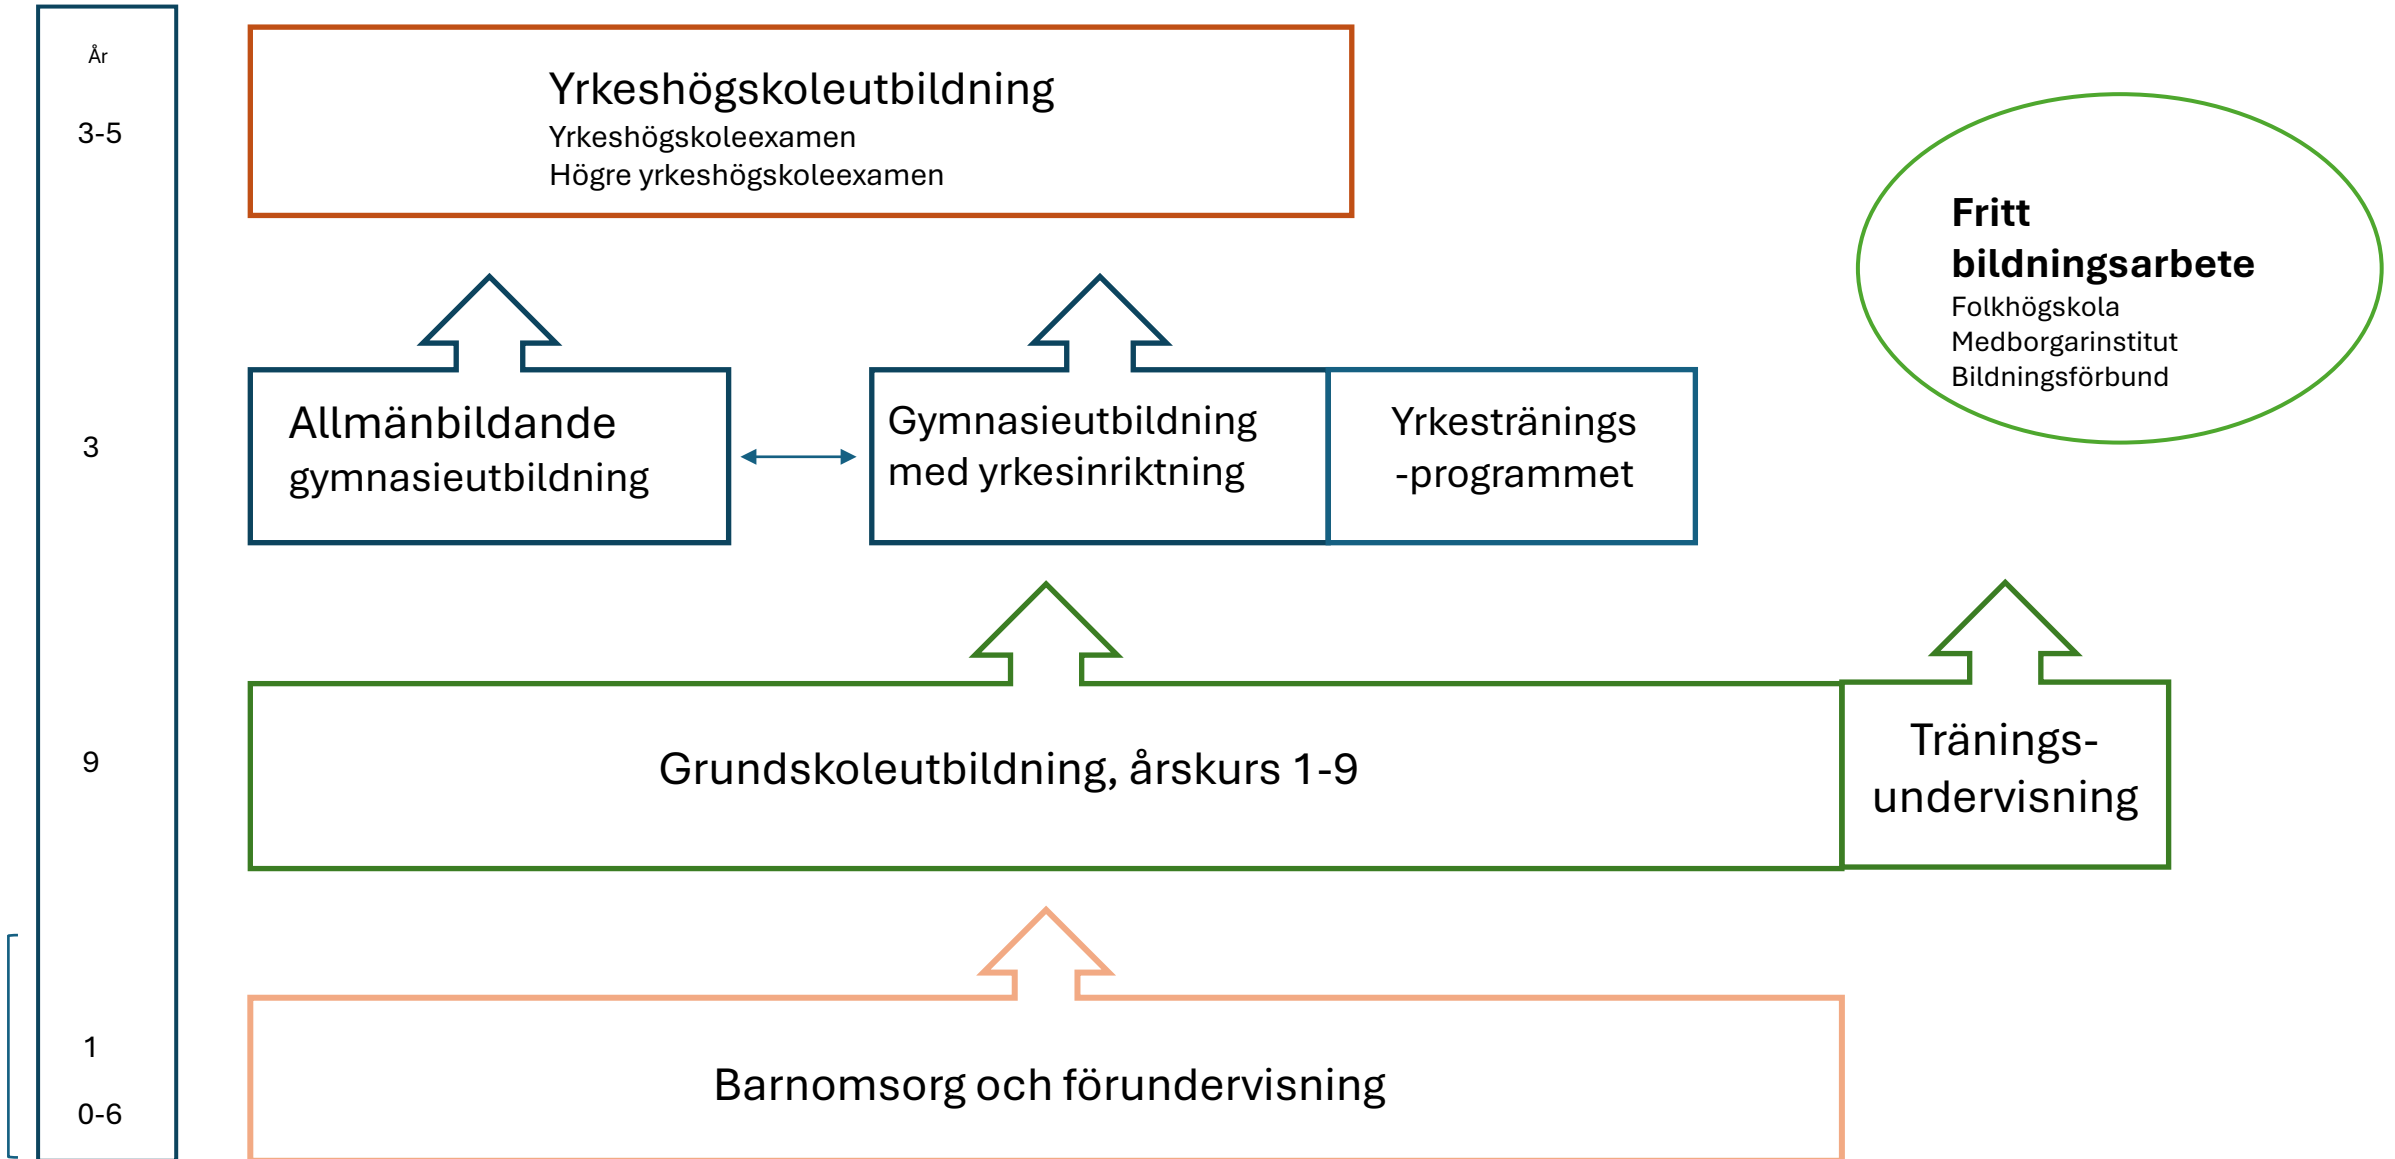 År
3-5
Yrkeshögskoleutbildning
Yrkeshögskoleexamen
Högre yrkeshögskoleexamen
Fritt
bildningsarbete
Folkhögskola
Medborgarinstitut
Bildningsförbund
3
Allmänbildande
gymnasieutbildning
Gymnasieutbildning
med yrkesinriktning
Yrkestränings
-programmet
9
Grundskoleutbildning, årskurs 1-9
Tränings-
undervisning
1
0-6
Barnomsorg och förundervisning